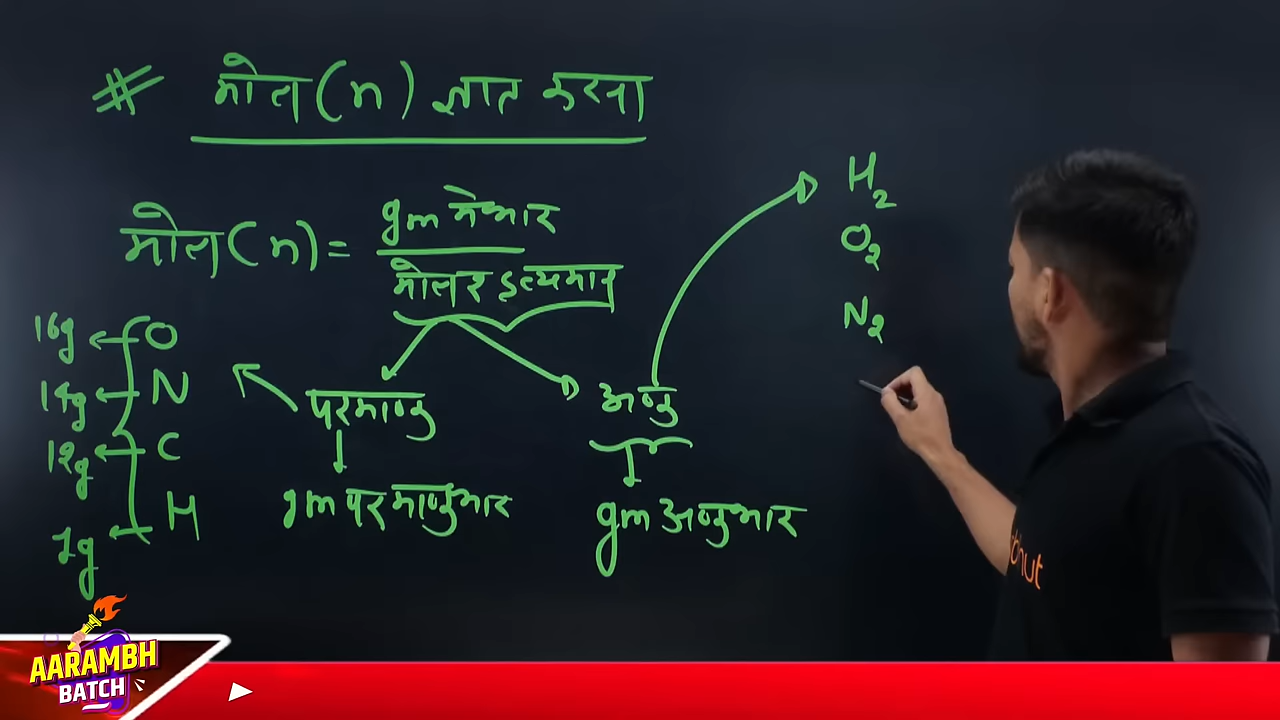 # मोल (n) ज्ञात करना
मोल (n) = gm में भार
मोलर द्रव्यमान
16g ← O
14g ← N
12g ← C
1g ← H
परमाणु
gm परमाणुभार
अणु
gm अणुभार
H2
O2
N2
AARAMBH
BATCH